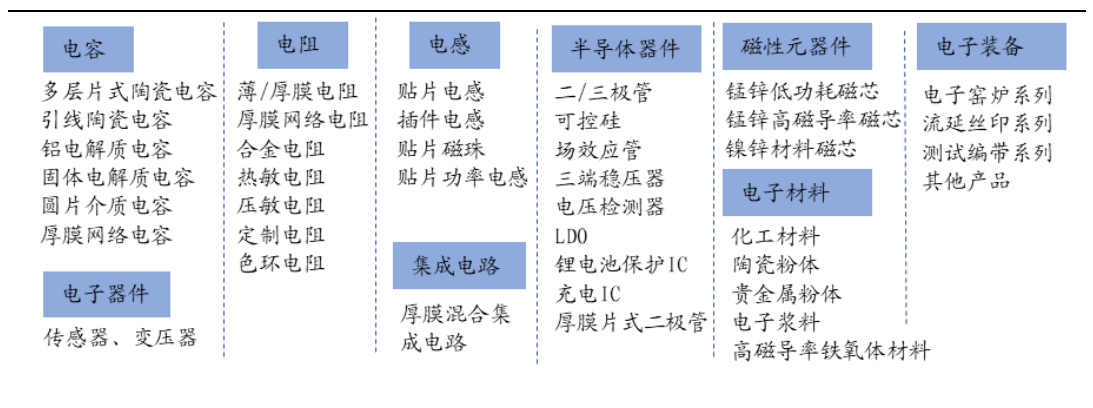 电容
多层片式陶瓷电容
引线陶瓷电容
铝电解质电容
固体电解质电容
圆片介质电容
厚膜网络电容
电子器件
传感器、变压器
电阻
薄/厚膜电阻
厚膜网络电阻
合金电阻
热敏电阻
压敏电阻
定制电阻
色环电阻
电感
贴片电感
插件电感
贴片磁珠
贴片功率电感
集成电路
厚膜混合集
成电路
半导体器件
二/三极管
可控硅
场效应管
三端稳压器
电压检测器
LDO
锂电池保护IC
充电IC
厚膜片式二极管
磁性元器件
锰锌低功耗磁芯
锰锌高磁导率磁芯
镍锌材料磁芯
电子材料
化工材料
陶瓷粉体
贵金属粉体
电子浆料
高磁导率铁氧体材料
电子装备
电子窑炉系列
流延丝印系列
测试编带系列
其他产品